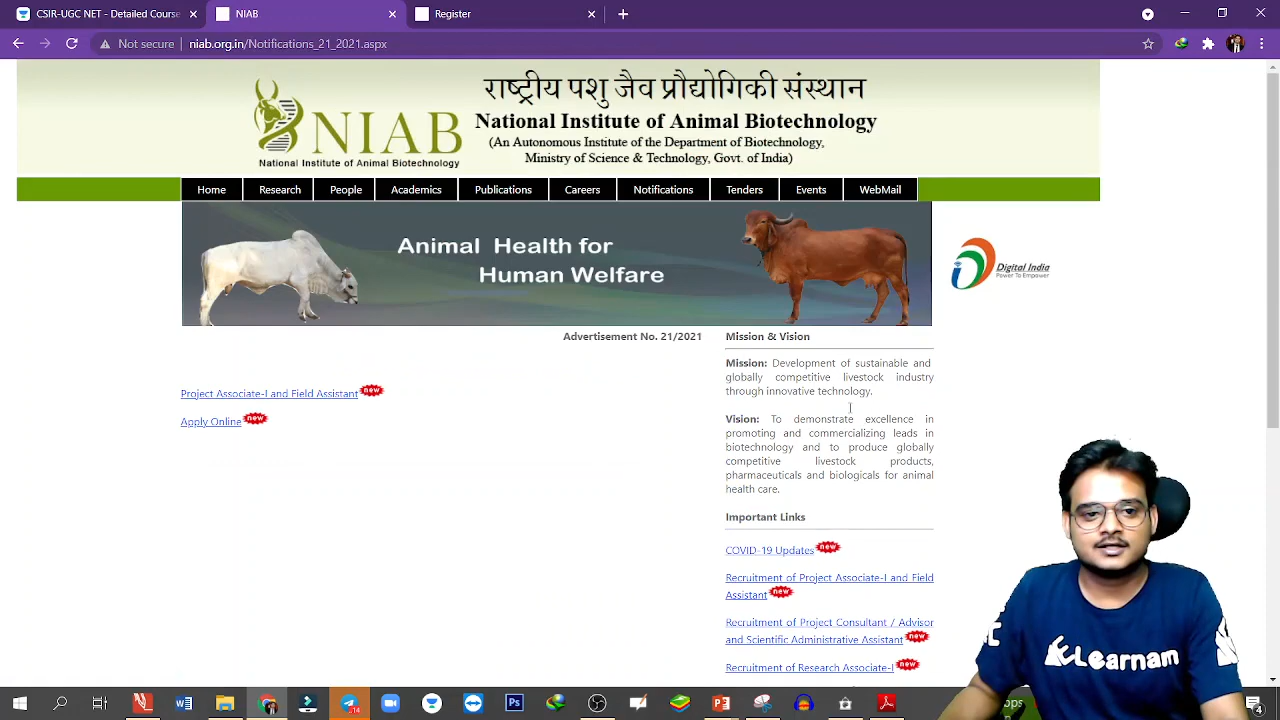 CSIR-UGC NET - Detailed Course
NIAB
Regen Biotechnologer
Not secure
niab.org.in/Notifi_21_2021.aspx
राष्ट्रीय पशु जैव प्रौद्योगिकी संस्थान
NIAB
National Institute of Animal Biotechnology
National Institute of Animal Biotechnology
(An Autonomous Institute of the Department of Biotechnology,
Ministry of Science & Technology, Govt. of India)
Home Research People Academics Publications Careers Notifications Tenders Events WebMail
Animal Health for
Human Welfare
Digital India
Power To Empower
Advertisement No. 21/2021
Project Associate-I and Field Assistant new
Apply Online new
Mission & Vision
Mission: Development of sustainable and
globally competitive livestock industry
through innovative technology.
Vision: To demonstrate excellence in
promoting and commercializing leads in
biotechnology and to produce globally
competitive livestock products,
pharmaceuticals and biologicals for animal
health care.
Important Links
COVID-19 Updates new
Recruitment of Project Associate-I and Field
Assistant new
Recruitment of Project Consultant / Advisor
and Scientific Administrative Assistant new
Recruitment of Research Associate-I new
Learnam